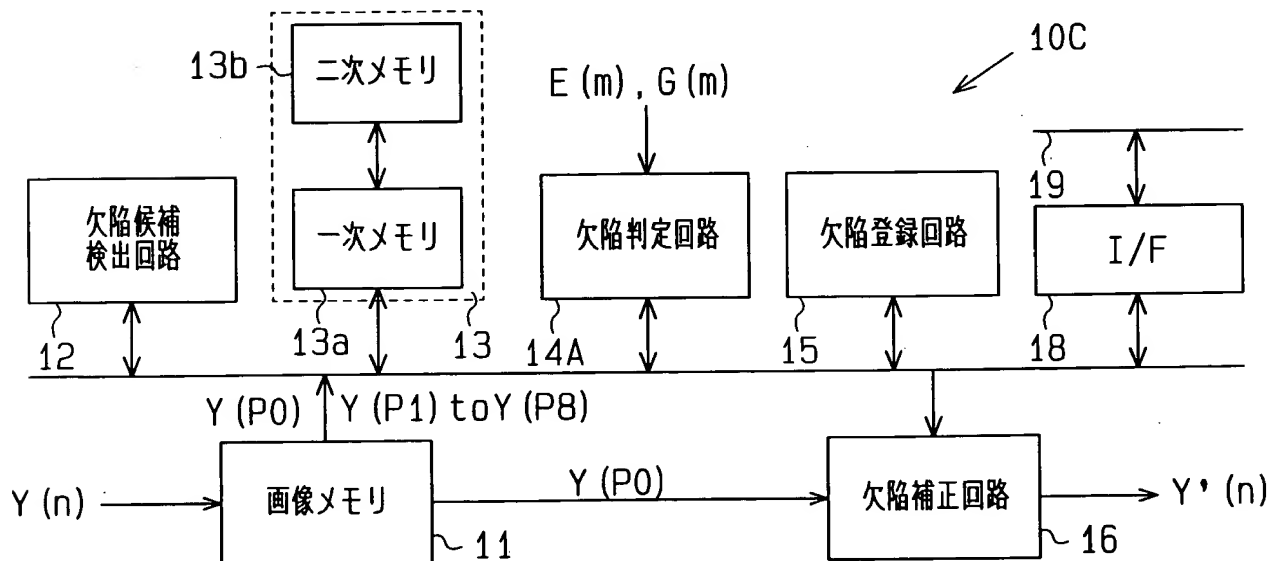 10C
13b
二次メモリ
E(m),G(m)
19
欠陥候補
検出回路
一次メモリ
欠陥判定回路
欠陥登録回路
I/F
12
13a
13
14A
15
18
Y(P0)
Y(P1)toY(P8)
Y(n)
画像メモリ
Y(P0)
欠陥補正回路
Y'(n)
11
16